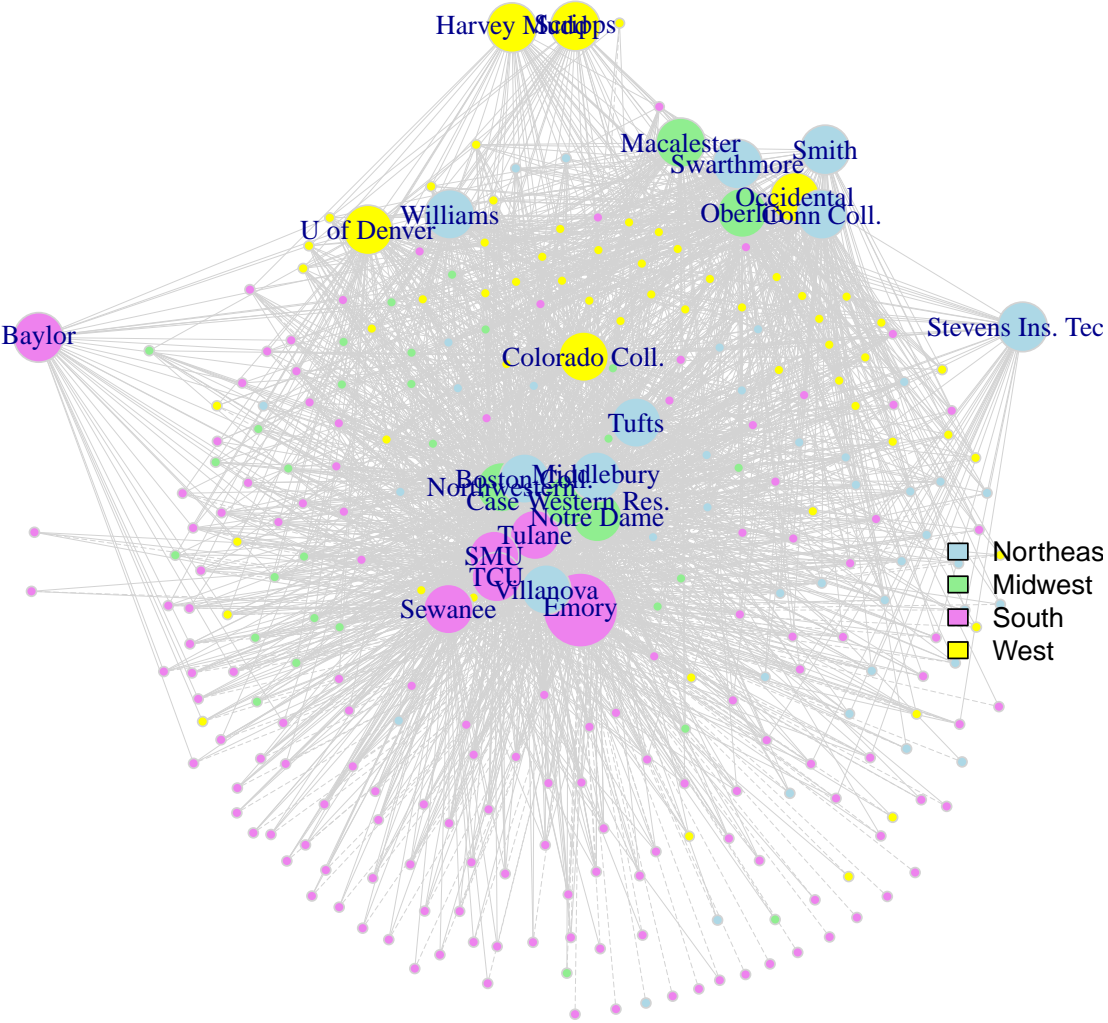 Harvey Mudd
Scripps
Macalester
Smith
Swarthmore
Occidental
Oberlin
Conn Coll.
Williams
U of Denver
Baylor
Stevens Ins. Tec
Colorado Coll.
Tufts
Middlebury
Boston Coll.
Northwestern
Case Western Res.
Notre Dame
Tulane
SMU
TCU
Villanova
Emory
Sewanee
Northeas
Midwest
South
West